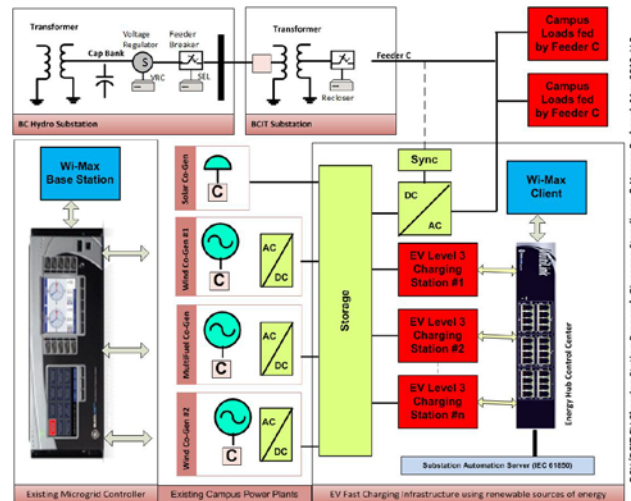 Transformer
Cap Bank
Voltage
Regulator
Feeder
Breaker
S
VRC
SEL
BC Hydro Substation
Transformer
Recloser
BCIT Substation
Feeder C
Campus
Loads fed
by Feeder C
Campus
Loads fed
by Feeder C
Wi-Max
Base Station
Existing Microgrid Controller
Solar Co-Gen
C
Wind Co-Gen #1
C
AC
DC
MultiFuel Co-Gen
C
AC
DC
Wind Co-Gen #2
C
AC
DC
Existing Campus Power Plants
Storage
Sync
DC
AC
Wi-Max
Client
EV Level 3
Charging
Station #1
EV Level 3
Charging
Station #2
EV Level 3
Charging
Station #n
Energy Hub Control Center
Substation Automation Server (IEC 61850)
EV Fast Charging Infrastructure using renewable sources of energy